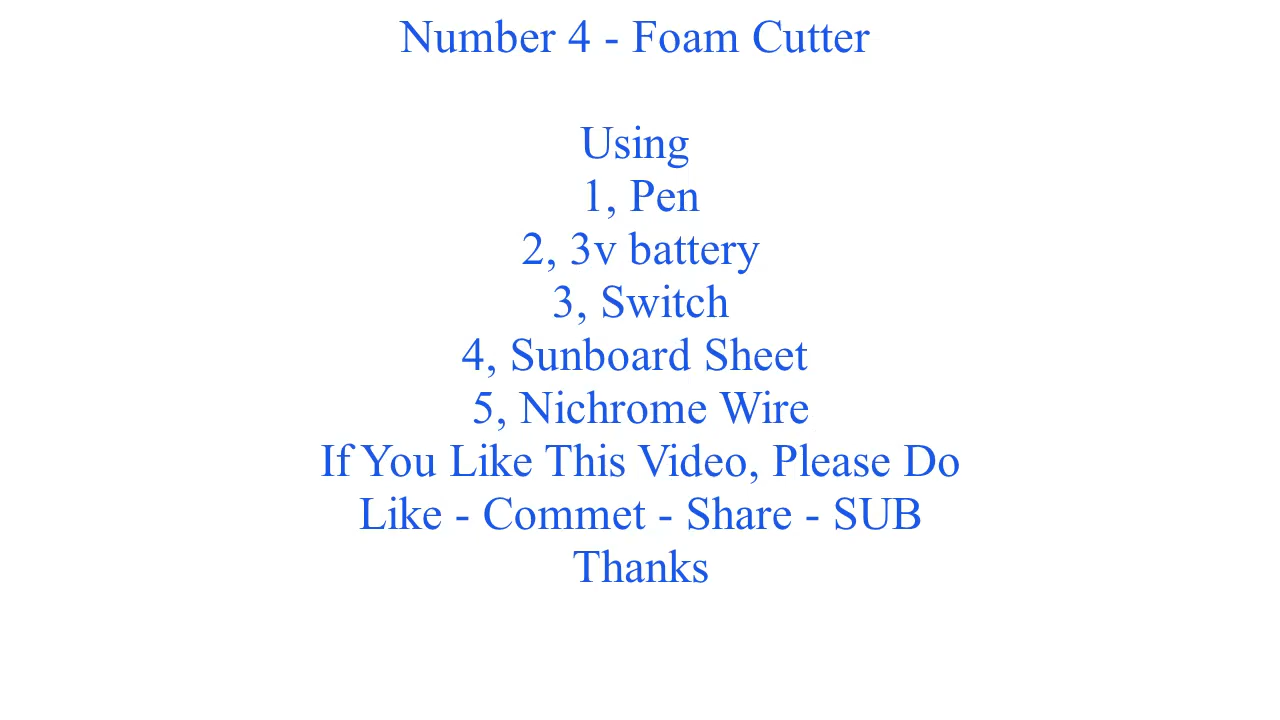 Number 4 - Foam Cutter
Using
1, Pen
2, 3v battery
3, Switch
4, Sunboard Sheet
5, Nichrome Wire
If You Like This Video, Please Do
Like - Commet - Share - SUB
Thanks